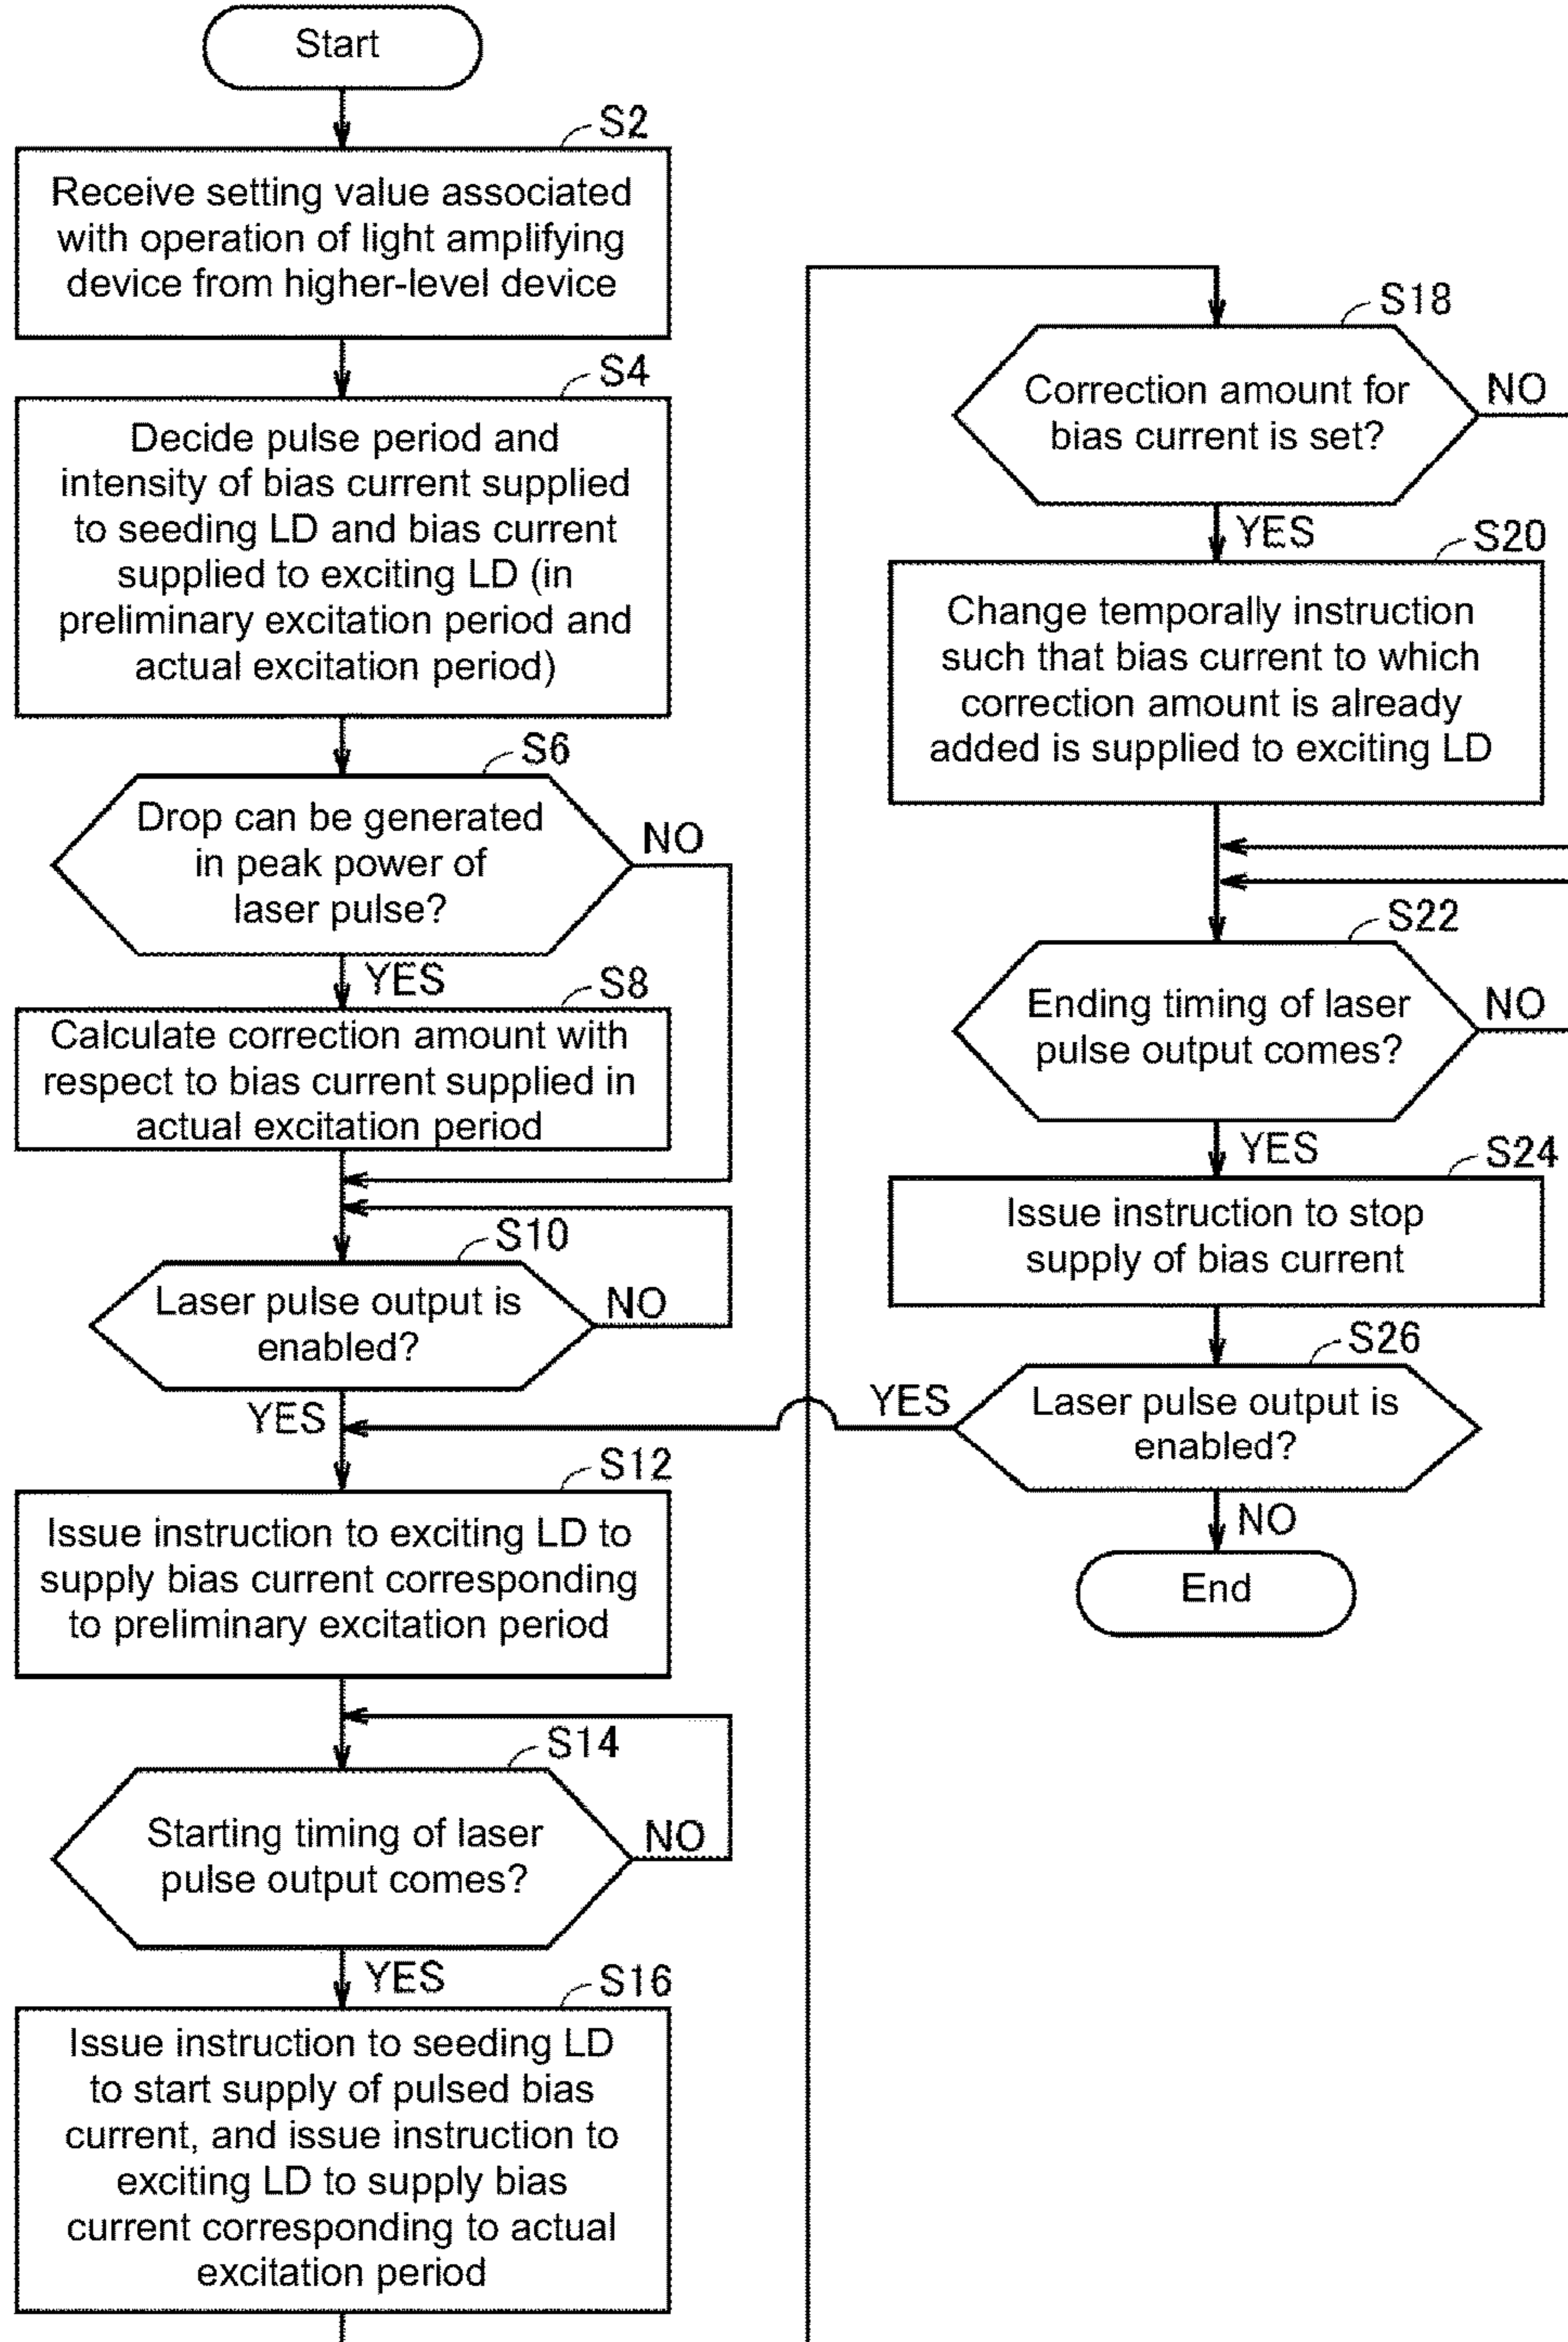 Start
S2
Receive setting value associated
with operation of light amplifying
device from higher-level device
S4
Decide pulse period and
intensity of bias current supplied
to seeding LD and bias current
supplied to exciting LD (in
preliminary excitation period and
actual excitation period)
S6
Drop can be generated
in peak power of
laser pulse?
NO
YES
S8
Calculate correction amount with
respect to bias current supplied in
actual excitation period
S10
Laser pulse output is
enabled?
NO
YES
S12
Issue instruction to exciting LD to
supply bias current corresponding
to preliminary excitation period
S14
Starting timing of laser
pulse output comes?
NO
YES
S16
Issue instruction to seeding LD
to start supply of pulsed bias
current, and issue instruction to
exciting LD to supply bias
current corresponding to actual
excitation period
S18
Correction amount for
bias current is set?
NO
YES
S20
Change temporally instruction
such that bias current to which
correction amount is already
added is supplied to exciting LD
S22
Ending timing of laser
pulse output comes?
NO
YES
S24
Issue instruction to stop
supply of bias current
S26
Laser pulse output is
enabled?
YES
NO
End